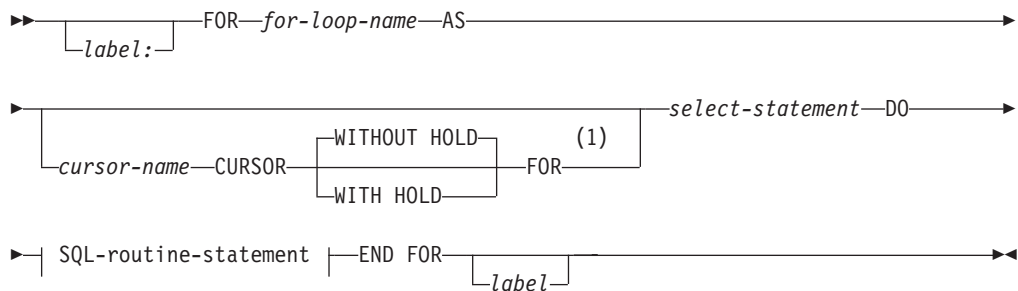 FOR for-loop-name AS
label:
select-statement DO
WITHOUT HOLD (1)
cursor-name CURSOR FOR
WITH HOLD
SQL-routine-statement END FOR
label